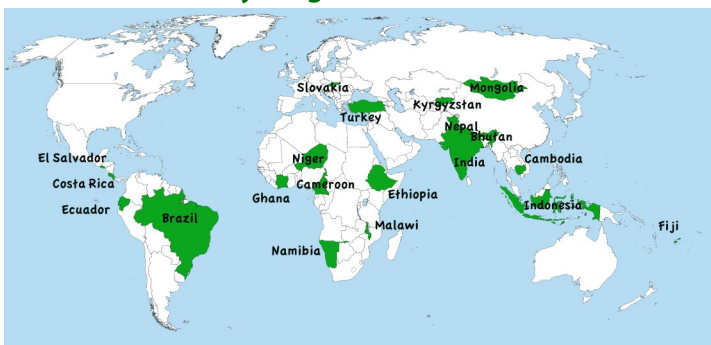 Slovakia
Mongolia
Kyrgyzstan
Turkey
Nepal
Bhutan
El Salvador
Niger
India
Cambodia
Costa Rica
Cameroon
Ghana
Ethiopia
Ecuador
Brazil
Indonesia
Malawi
Fiji
Namibia